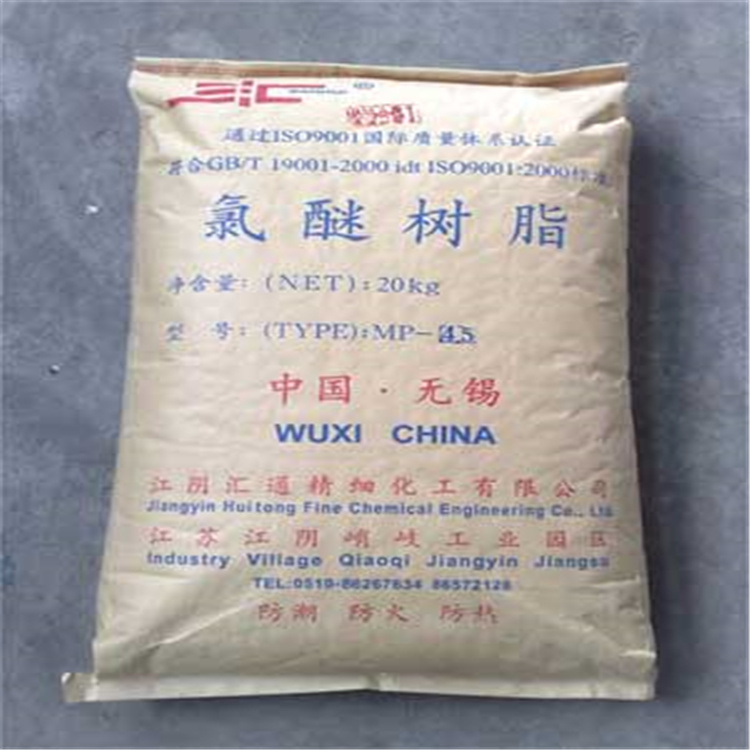 通过ISO9001国际质量体系认证
符合GB/T 19001-2000 idt ISO9001:2000标准
氯醚树脂
净含量:(NET):20kg
型 号:(TYPE):MP-45
中国·无锡
WUXI CHINA
江阴汇通精细化工有限公司
Jiangyin Huitong Fine Chemical Engineering Co., Ltd
江苏江阴峭岐工业园区
Industry Village Qiaoqi Jiangyin Jiangsu
TEL:0510-86267634 86572128
防潮 防火 防热